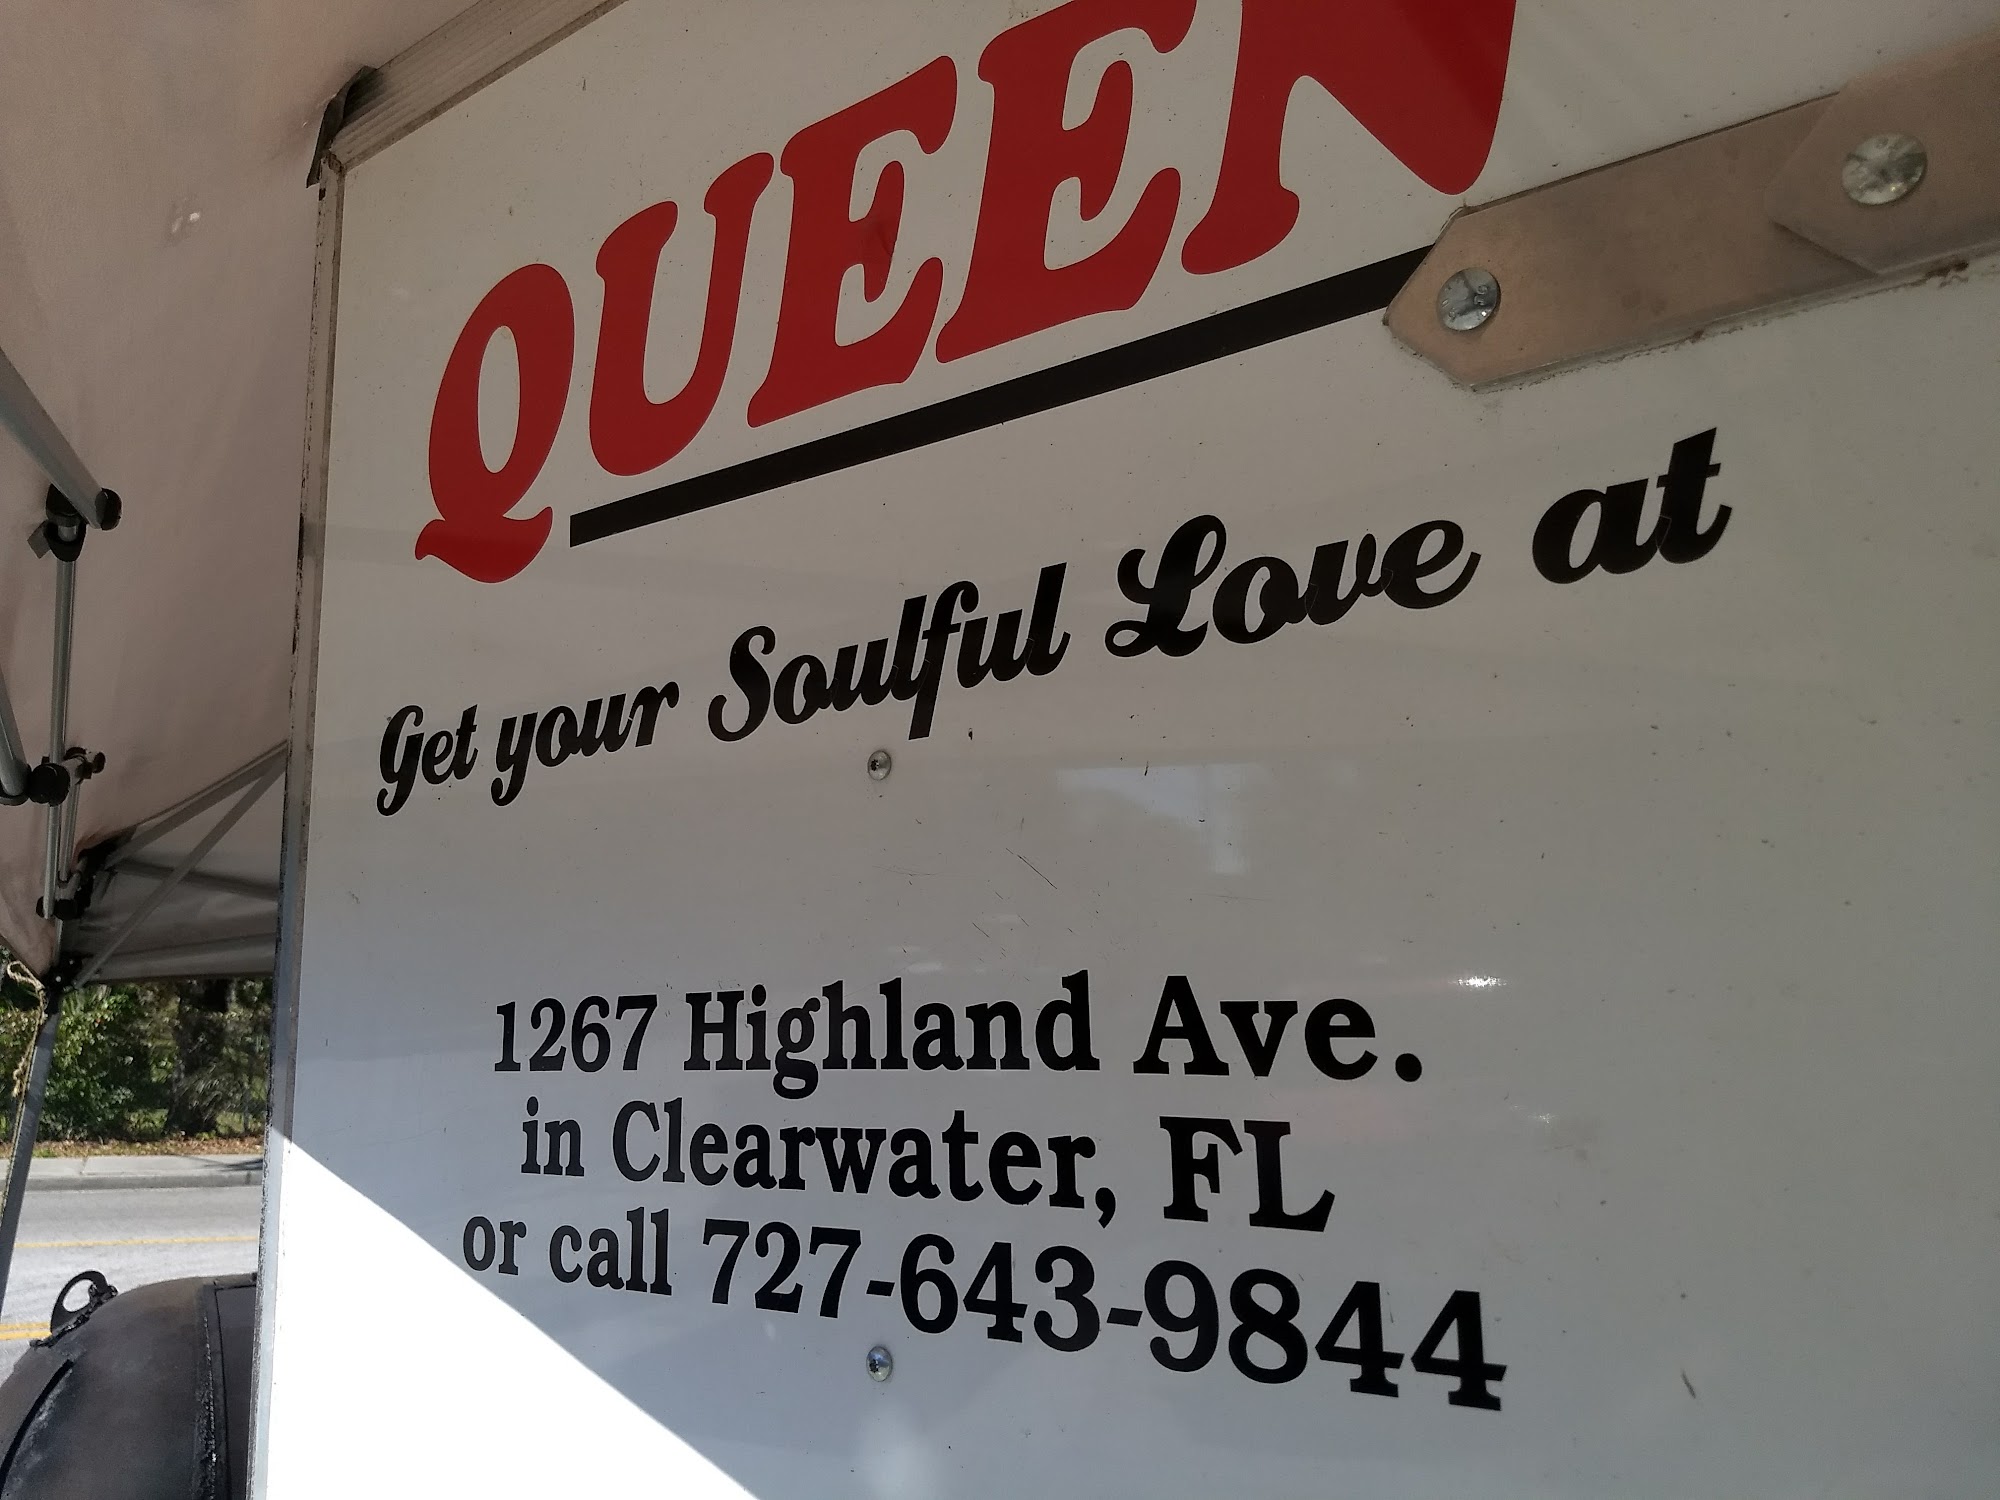 QUEEN
Get your Soulful Love at
1267 Highland Ave.
in Clearwater, FL
or call 727-643-9844